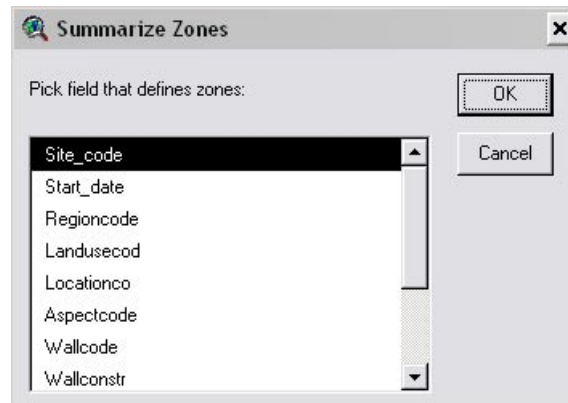 Summarize Zones
Pick field that defines zones:
OK
Cancel
Site_code
Start_date
Regioncode
Landusecod
Locationco
Aspectcode
Wallcode
Wallconstr